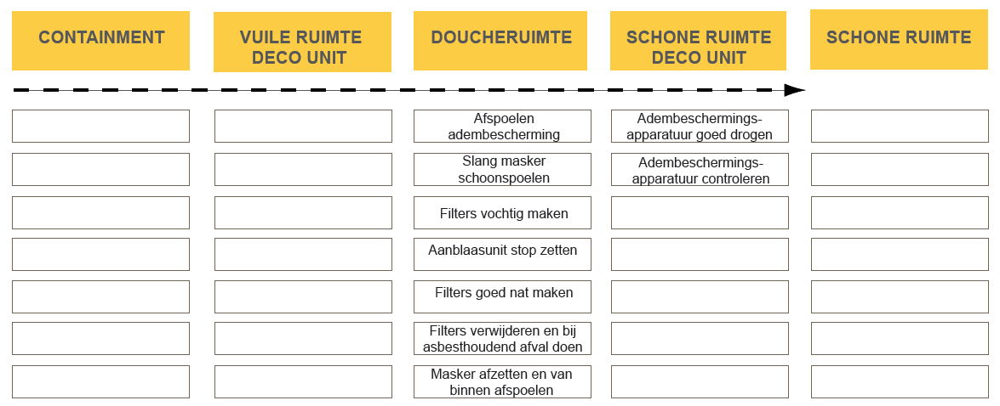 CONTAINMENT
VUILE RUIMTE
DECO UNIT
DOUCHERUIMTE
SCHONE RUIMTE
DECO UNIT
SCHONE RUIMTE
Afspoelen
adembescherming
Adembeschermings-
apparatuur goed drogen
Slang masker
schoonspoelen
Adembeschermings-
apparatuur controleren
Filters vochtig maken
Aanblaasunit stop zetten
Filters goed nat maken
Filters verwijderen en bij
asbesthoudend afval doen
Masker afzetten en van
binnen afspoelen